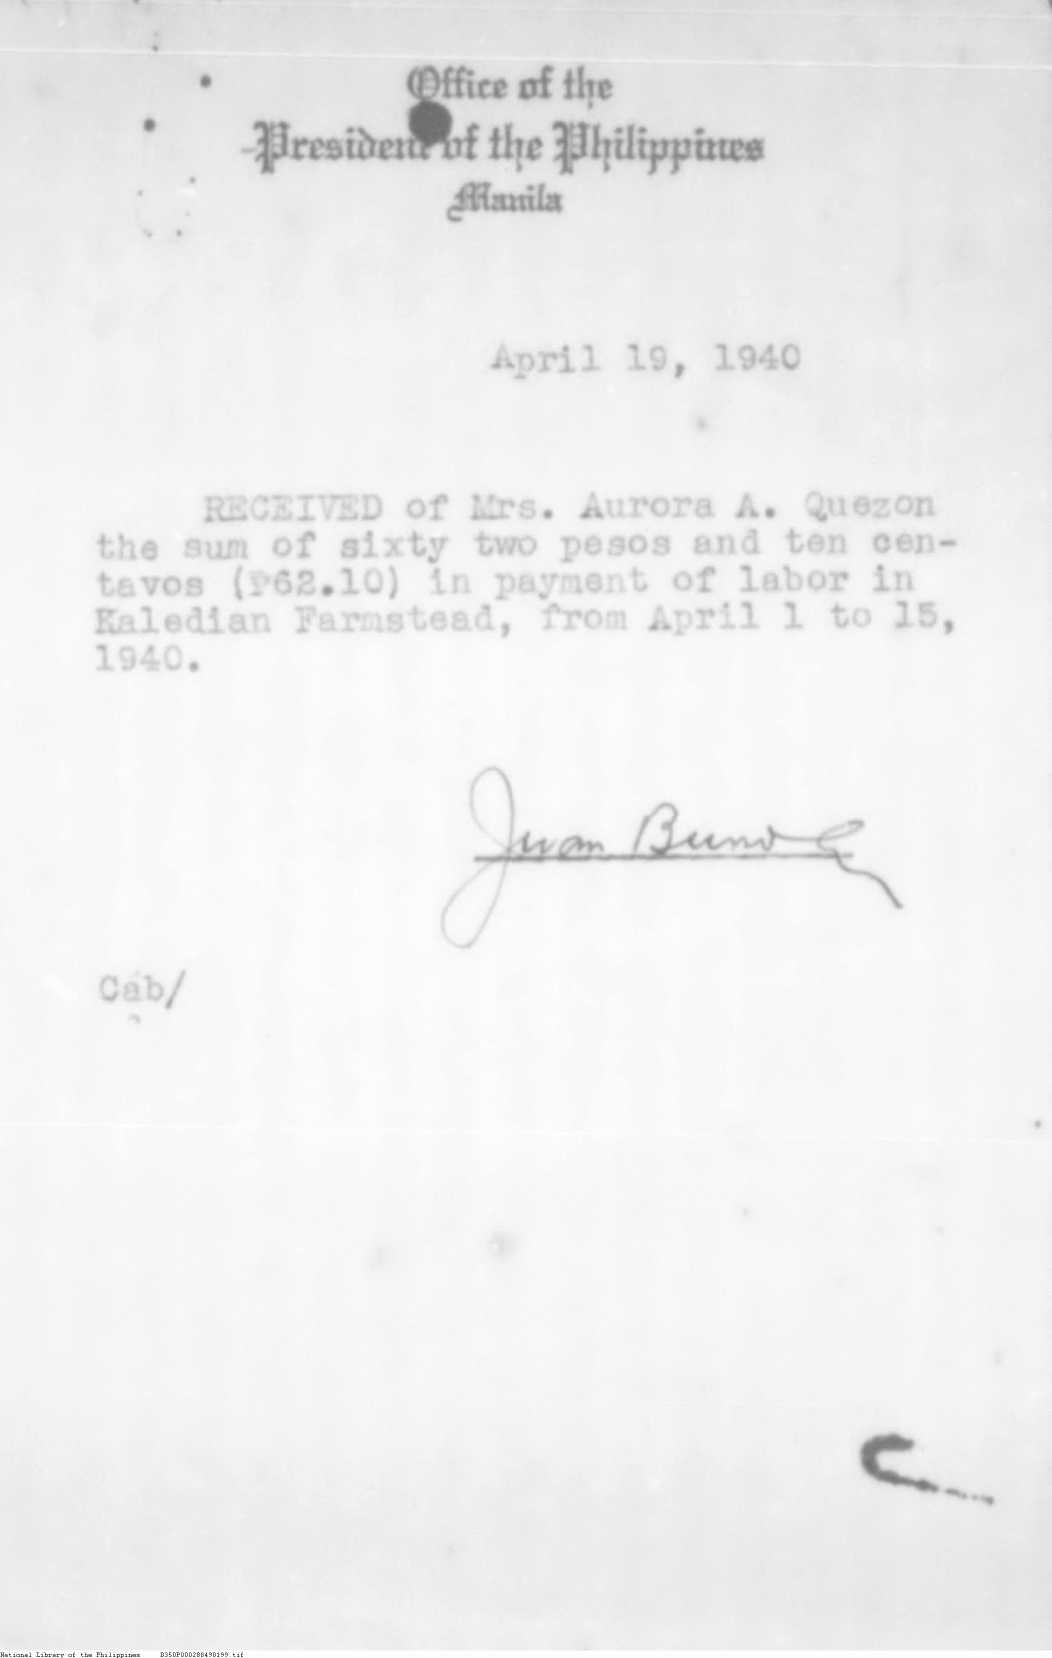 Office of the
President of the Philippines
Manila
April 19, 1940
RECEIVED of Mrs. Aurora A. Quezon
the sum of sixty two pesos and ten cen-
tavos (₱62.10) in payment of labor in
Kaledian Farmstead, from April 1 to 15,
1940.
Juan
Cab/
National Library of the Philippines